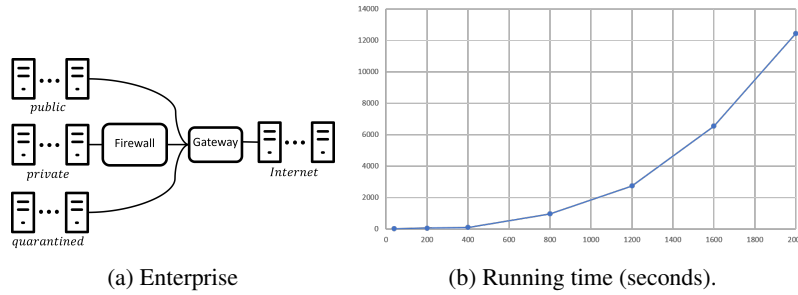 public
Firewall
Gateway
private
Internet
quarantined
(a) Enterprise
14000
12000
10000
8000
6000
4000
2000
0
0 200 400 600 800 1000 1200 1400 1600 1800 2000
(b) Running time (seconds).